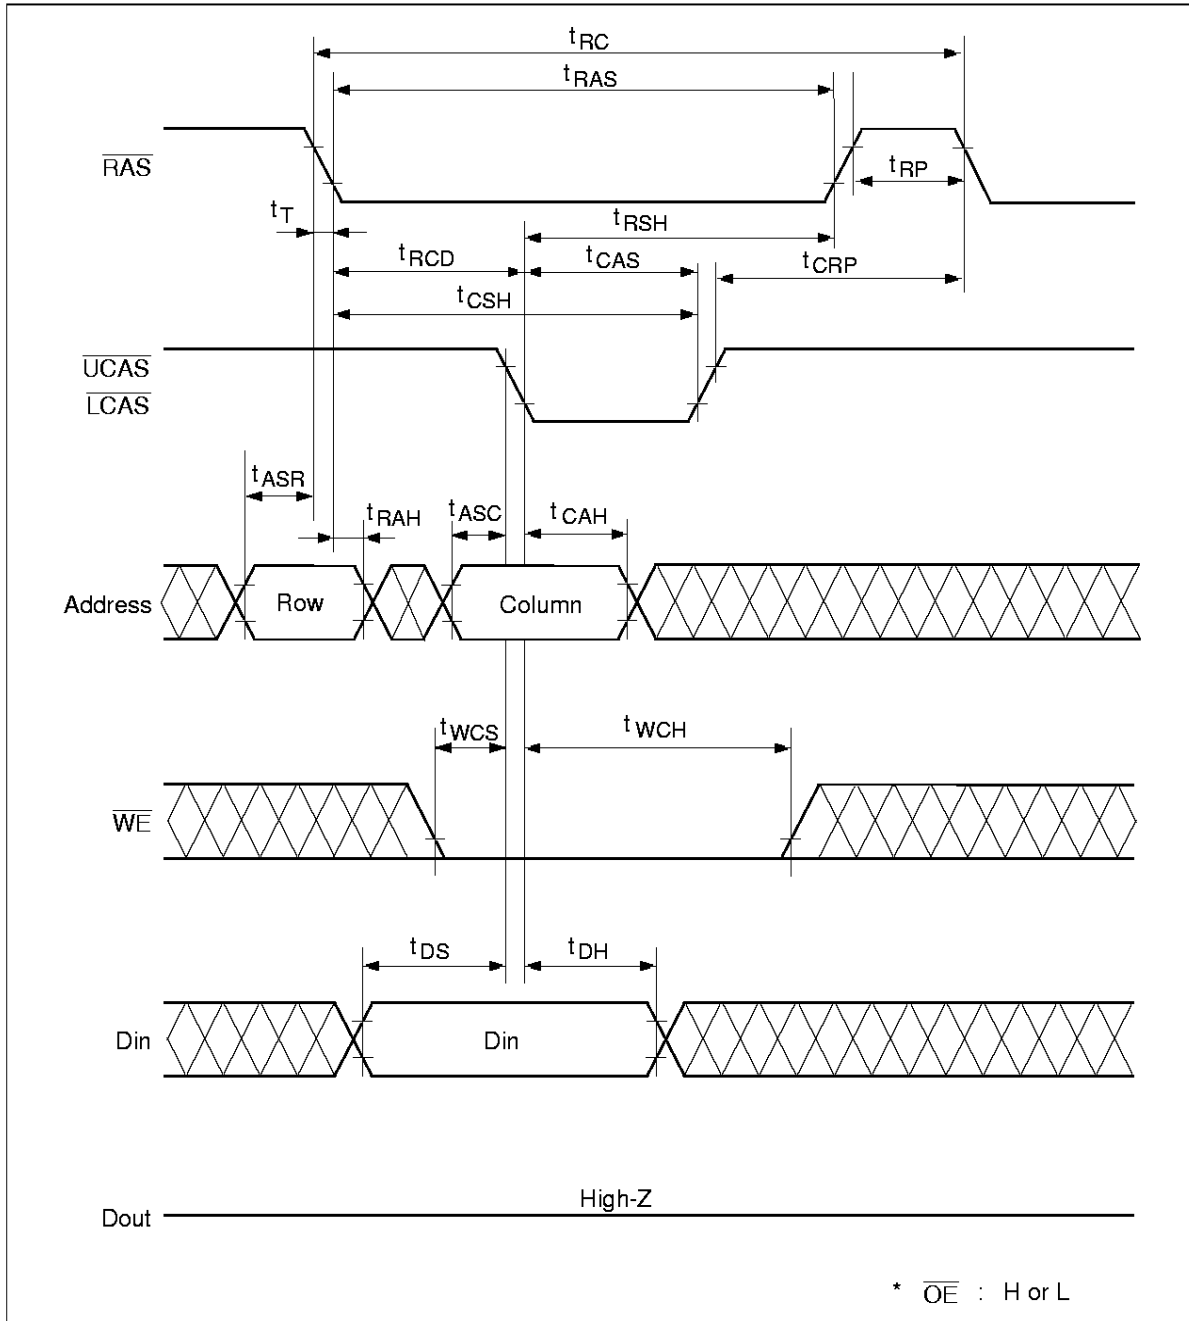 tRC
tRAS
RAS
tRP
tT
tRSH
tRCD
tCAS
tCRP
tCSH
UCAS
LCAS
tASR
tRAH
tASC
tCAH
Address
Row
Column
tWCS
tWCH
WE
tDS
tDH
Din
Din
High-Z
Dout
* OE : H or L